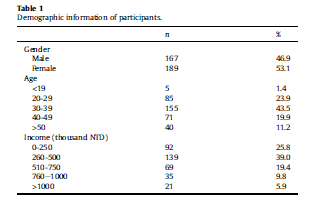 Table 1
Demographic information of participants.
n %
Gender
Male 167 46.9
Female 189 53.1
Age
<19 5 1.4
20-29 85 23.9
30-39 155 43.5
40-49 71 19.9
>50 40 11.2
Income (thousand NTD)
0-250 92 25.8
260-500 139 39.0
510-750 69 19.4
760–1000 35 9.8
>1000 21 5.9